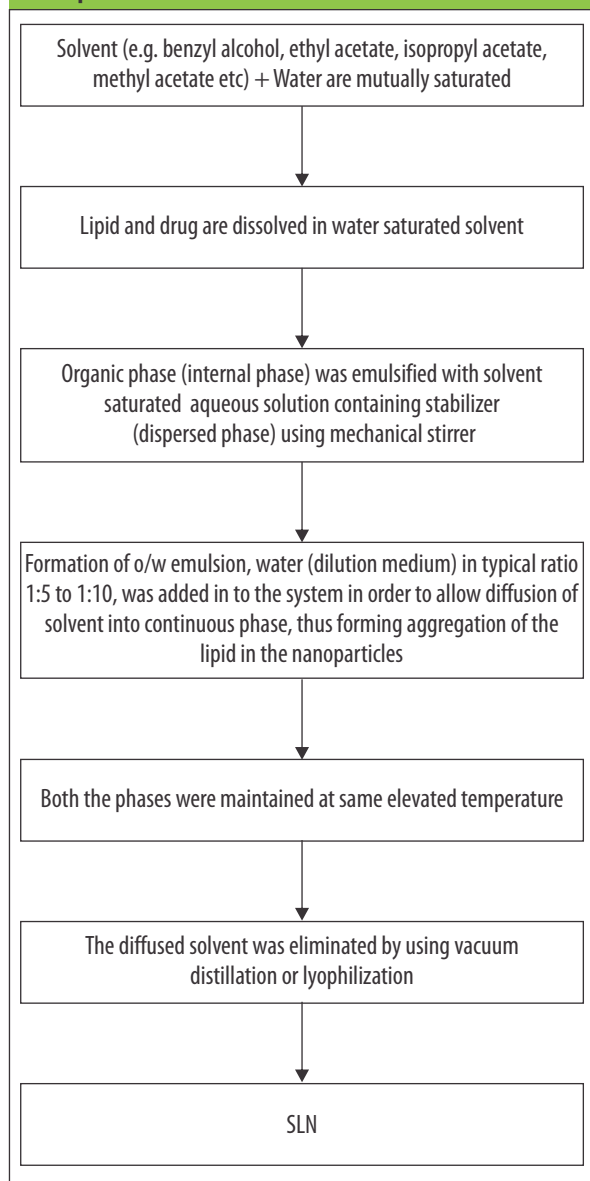 Solvent (e.g. benzyl alcohol, ethyl acetate, isopropyl acetate,
methyl acetate etc) + Water are mutually saturated
Lipid and drug are dissolved in water saturated solvent
Organic phase (internal phase) was emulsified with solvent
saturated aqueous solution containing stabilizer
(dispersed phase) using mechanical stirrer
Formation of o/w emulsion, water (dilution medium) in typical ratio
1:5 to 1:10, was added in to the system in order to allow diffusion of
solvent into continuous phase, thus forming aggregation of the
lipid in the nanoparticles
Both the phases were maintained at same elevated temperature
The diffused solvent was eliminated by using vacuum
distillation or lyophilization
SLN